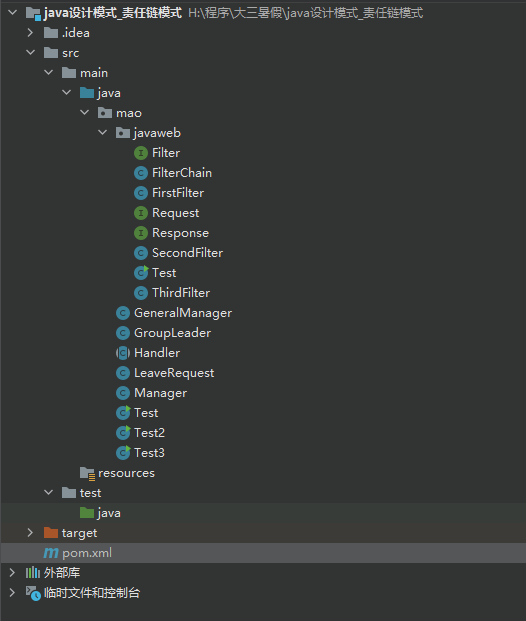 java设计模式_责任链模式 H:\程序\大三暑假\java设计模式_责任链模式
.idea
src
main
java
mao
javaweb
Filter
FilterChain
FirstFilter
Request
Response
SecondFilter
Test
ThirdFilter
GeneralManager
GroupLeader
Handler
LeaveRequest
Manager
Test
Test2
Test3
resources
test
java
target
pom.xml
外部库
临时文件和控制台